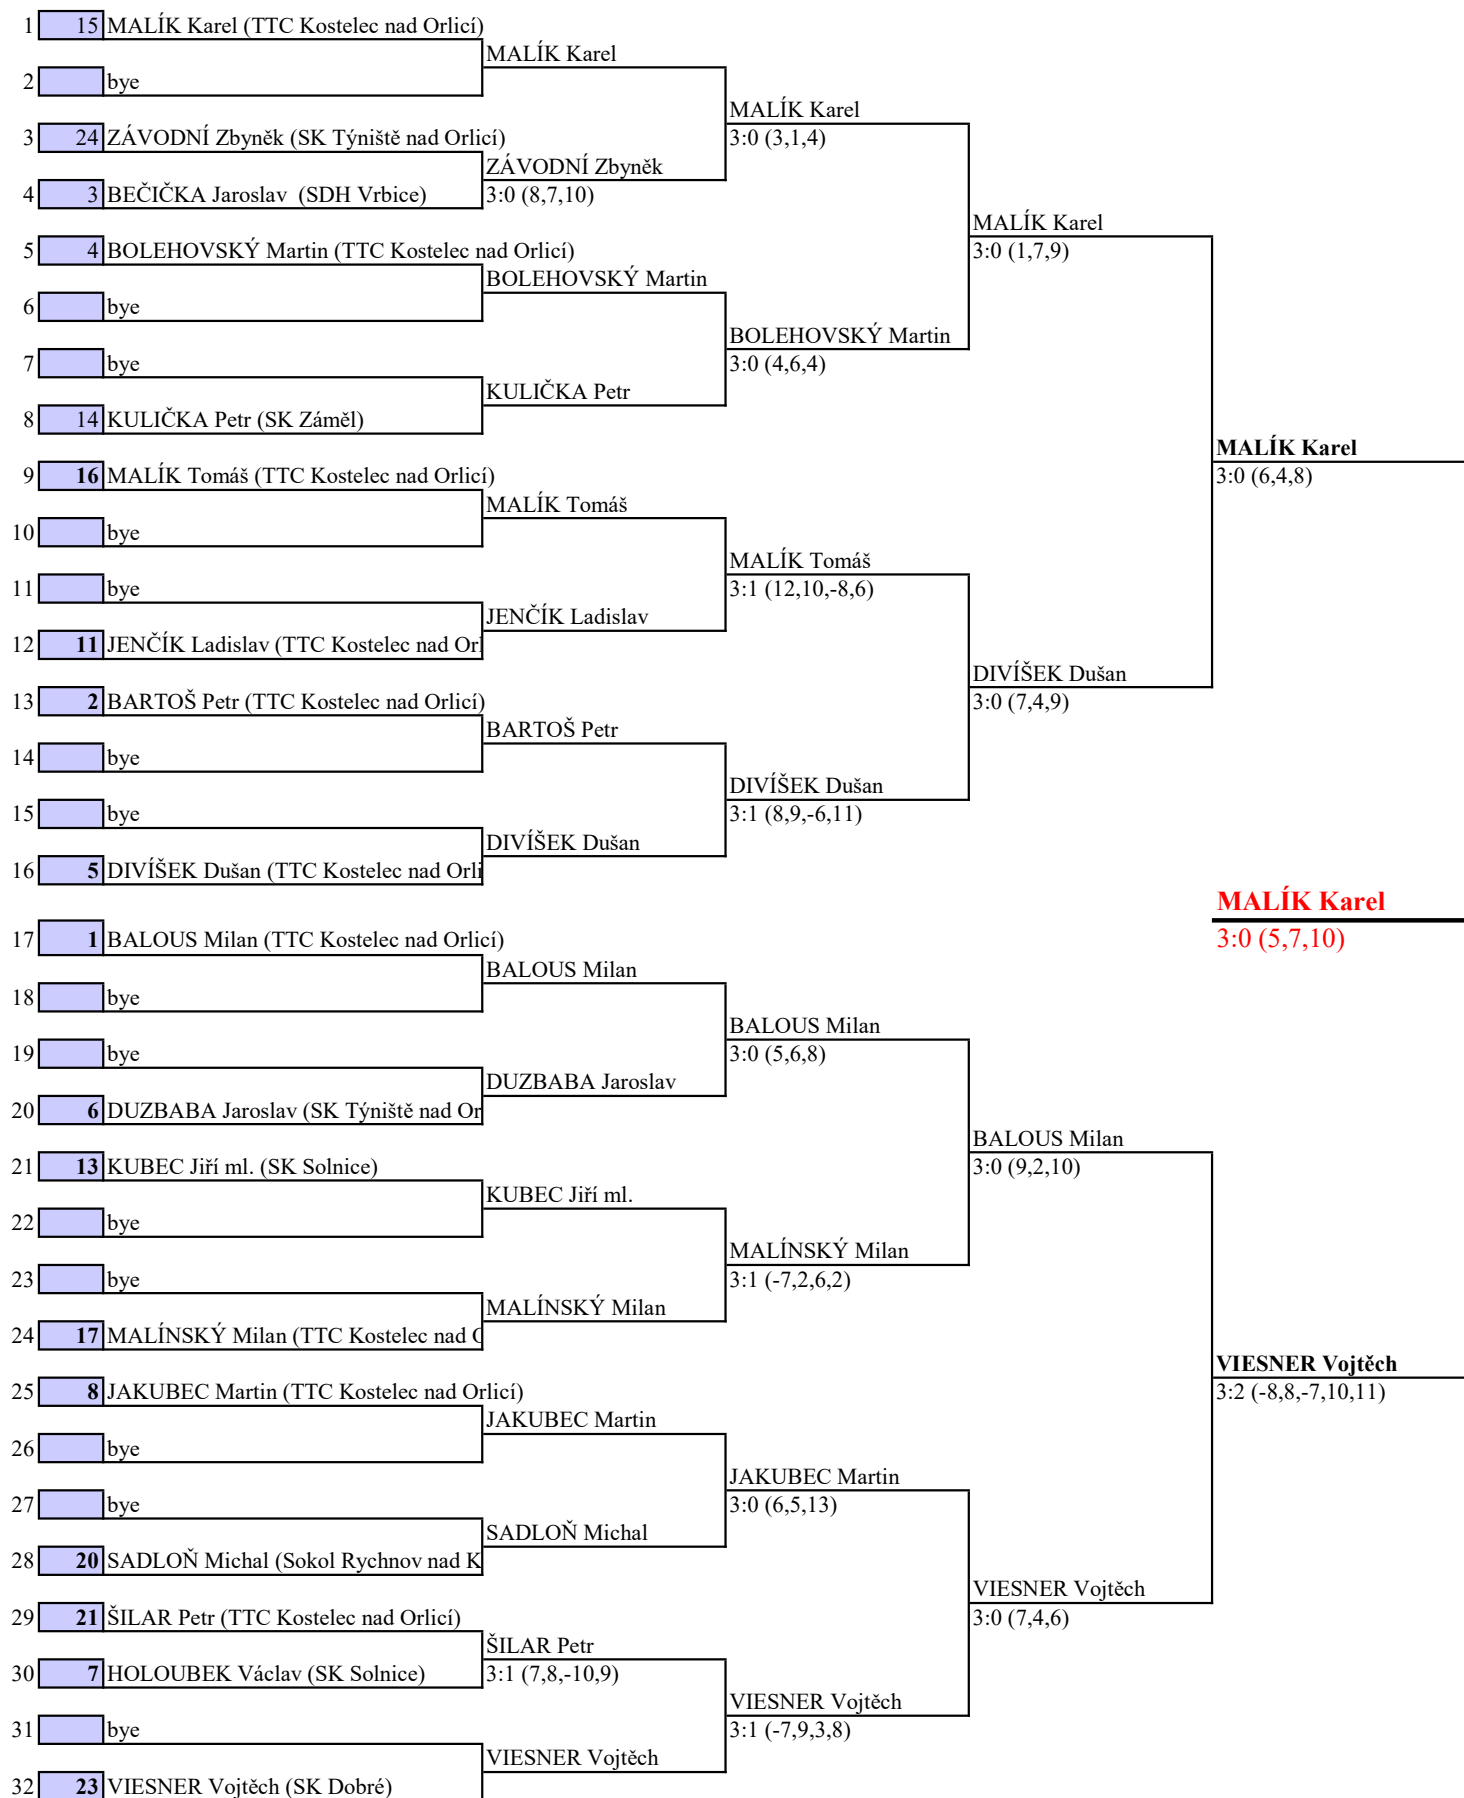 1 15 MALÍK Karel (TTC Kostelec nad Orlicí)
MALÍK Karel
2 bye
MALÍK Karel
3 24 ZÁVODNÍ Zbyněk (SK Týniště nad Orlicí)
3:0 (3,1,4)
ZÁVODNÍ Zbyněk
4 3 BEČIČKA Jaroslav (SDH Vrbice)
3:0 (8,7,10)
MALÍK Karel
5 4 BOLEHOVSKÝ Martin (TTC Kostelec nad Orlicí)
3:0 (1,7,9)
BOLEHOVSKÝ Martin
6 bye
BOLEHOVSKÝ Martin
7 bye
3:0 (4,6,4)
KULIČKA Petr
8 14 KULIČKA Petr (SK Záměl)
MALÍK Karel
9 16 MALÍK Tomáš (TTC Kostelec nad Orlicí)
3:0 (6,4,8)
MALÍK Tomáš
10 bye
MALÍK Tomáš
11 bye
3:1 (12,10,-8,6)
JENČÍK Ladislav
12 11 JENČÍK Ladislav (TTC Kostelec nad Orl
DIVÍŠEK Dušan
13 2 BARTOŠ Petr (TTC Kostelec nad Orlicí)
3:0 (7,4,9)
BARTOŠ Petr
14 bye
DIVÍŠEK Dušan
15 bye
3:1 (8,9,-6,11)
DIVÍŠEK Dušan
16 5 DIVÍŠEK Dušan (TTC Kostelec nad Orli
MALÍK Karel
17 1 BALOUS Milan (TTC Kostelec nad Orlicí)
3:0 (5,7,10)
BALOUS Milan
18 bye
BALOUS Milan
19 bye
3:0 (5,6,8)
DUZBABA Jaroslav
20 6 DUZBABA Jaroslav (SK Týniště nad Or
BALOUS Milan
21 13 KUBEC Jiří ml. (SK Solnice)
3:0 (9,2,10)
KUBEC Jiří ml.
22 bye
MALÍNSKÝ Milan
23 bye
3:1 (-7,2,6,2)
MALÍNSKÝ Milan
24 17 MALÍNSKÝ Milan (TTC Kostelec nad O
VIESNER Vojtěch
25 8 JAKUBEC Martin (TTC Kostelec nad Orlicí)
3:2 (-8,8,-7,10,11)
JAKUBEC Martin
26 bye
JAKUBEC Martin
27 bye
3:0 (6,5,13)
SADLOŇ Michal
28 20 SADLOŇ Michal (Sokol Rychnov nad K
VIESNER Vojtěch
29 21 ŠILAR Petr (TTC Kostelec nad Orlicí)
3:0 (7,4,6)
ŠILAR Petr
30 7 HOLOUBEK Václav (SK Solnice)
3:1 (7,8,-10,9)
VIESNER Vojtěch
31 bye
3:1 (-7,9,3,8)
VIESNER Vojtěch
32 23 VIESNER Vojtěch (SK Dobré)